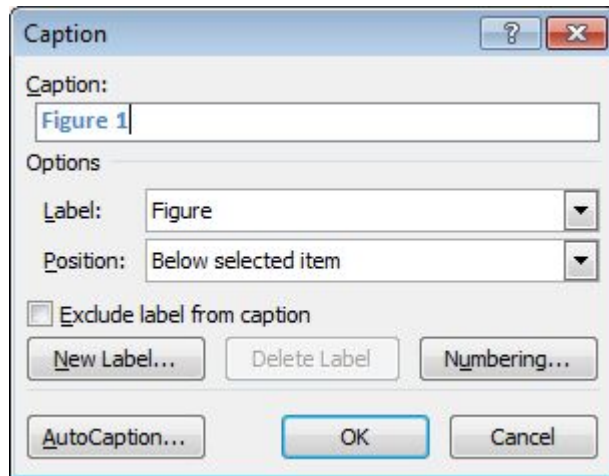 Caption
?
Caption:
Figure 1
Options
Label: Figure
Position: Below selected item
Exclude label from caption
New Label... Delete Label Numbering...
AutoCaption... OK Cancel